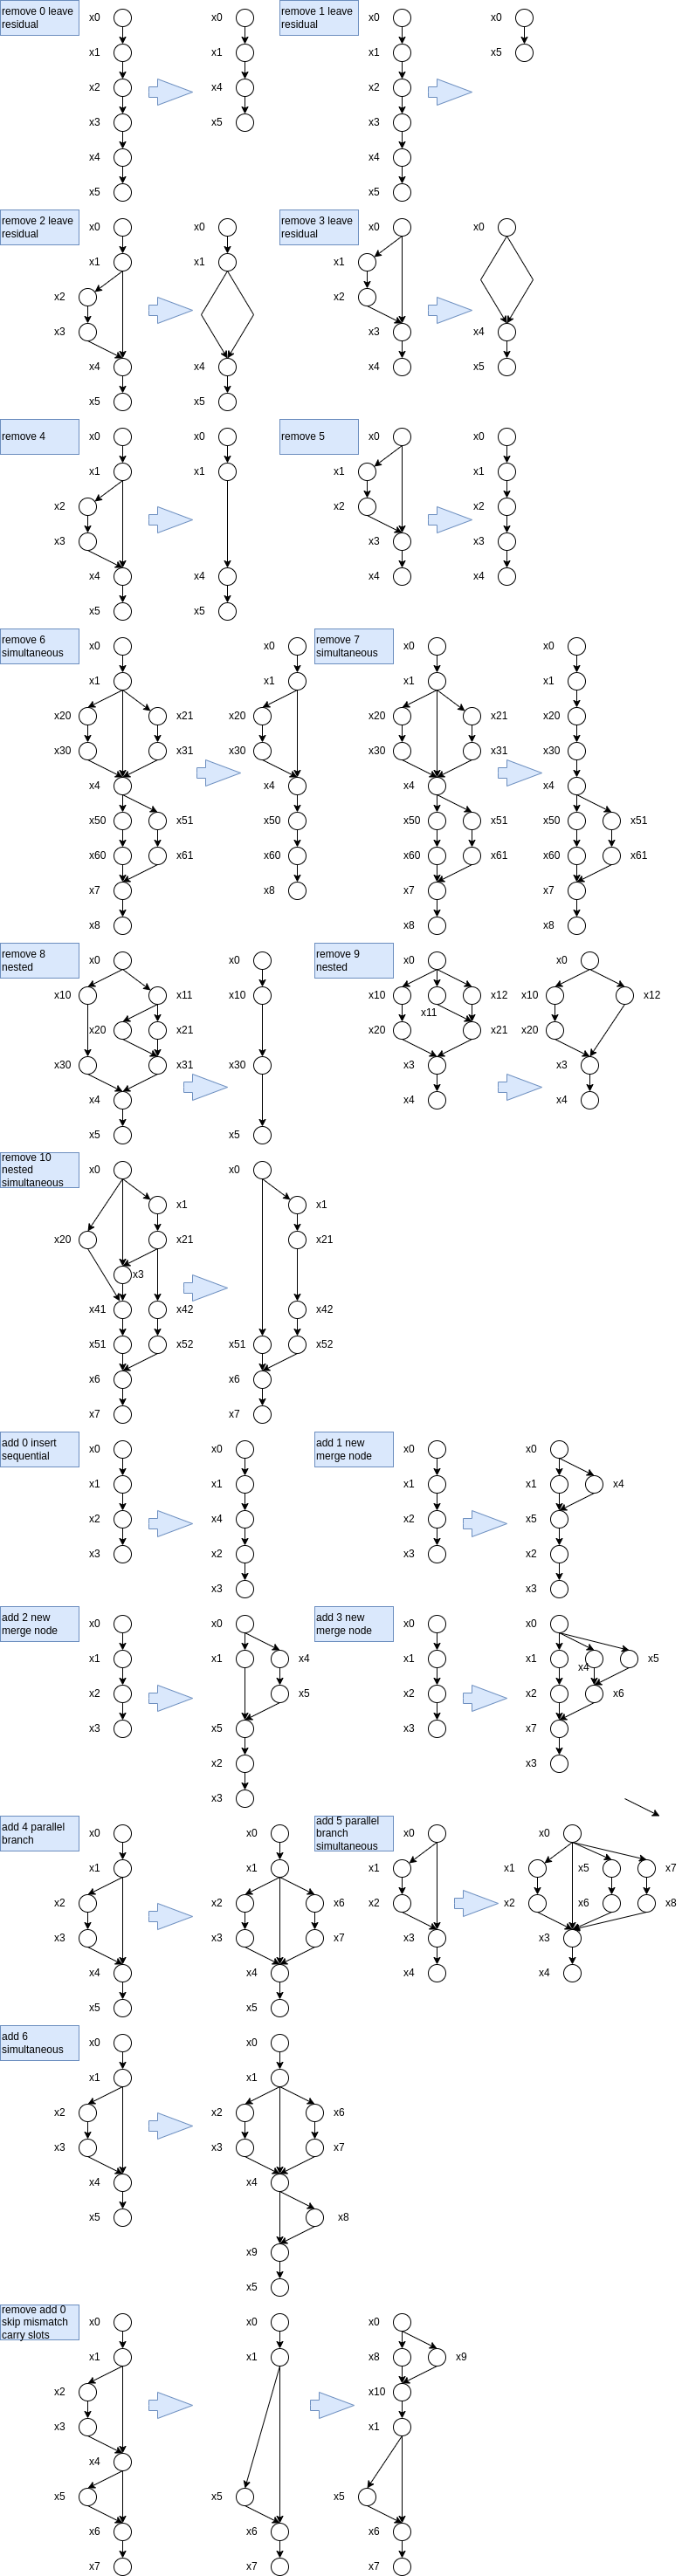 remove 0 leave
residual
x0
x1
x2
x3
x4
x5
x0
x1
x4
x5
remove 1 leave
residual
x0
x1
x2
x3
x4
x5
x0
x5
remove 2 leave
residual
x0
x1
x2
x3
x4
x5
x0
x1
x4
x5
remove 3 leave
residual
x0
x1
x2
x3
x4
x0
x4
x5
remove 4
x0
x1
x2
x3
x4
x5
x0
x1
x4
x5
remove 5
x0
x1
x2
x3
x4
x0
x1
x2
x3
x4
remove 6
simultaneous
x0
x1
x20 x21
x30 x31
x4
x50 x51
x60 x61
x7
x8
x0
x1
x20
x30
x4
x50
x60
x8
remove 7
simultaneous
x0
x1
x20 x21
x30 x31
x4
x50 x51
x60 x61
x7
x8
x0
x1
x20
x30
x4
x50 x51
x60 x61
x7
x8
remove 8
nested
x0
x10 x11
x20 x21
x30 x31
x4
x5
x0
x10
x30
x5
remove 9
nested
x0
x10 x12
x11
x20 x21
x3
x4
x0
x10 x12
x20
x3
x4
remove 10
nested
simultaneous
x0
x1
x20 x21
x3
x41 x42
x51 x52
x6
x7
x0
x1
x21
x42
x51 x52
x6
x7
add 0 insert
sequential
x0
x1
x2
x3
x0
x1
x4
x2
x3
add 1 new
merge node
x0
x1
x2
x3
x0
x1 x4
x5
x2
x3
add 2 new
merge node
x0
x1
x2
x3
x0
x1 x4
x5
x5
x2
x3
add 3 new
merge node
x0
x1
x2
x3
x0
x1 x4 x5
x2 x6
x7
x3
add 4 parallel
branch
x0
x1
x2
x3
x4
x5
x0
x1
x2 x6
x3 x7
x4
x5
add 5 parallel
branch
simultaneous
x0
x1
x2
x3
x4
x0
x1 x5 x7
x2 x6 x8
x3
x4
add 6
simultaneous
x0
x1
x2
x3
x4
x5
x0
x1
x2 x6
x3 x7
x4
x8
x9
x5
remove add 0
skip mismatch
carry slots
x0
x1
x2
x3
x4
x5
x6
x7
x0
x1
x5
x6
x7
x0
x8 x9
x10
x1
x5
x6
x7